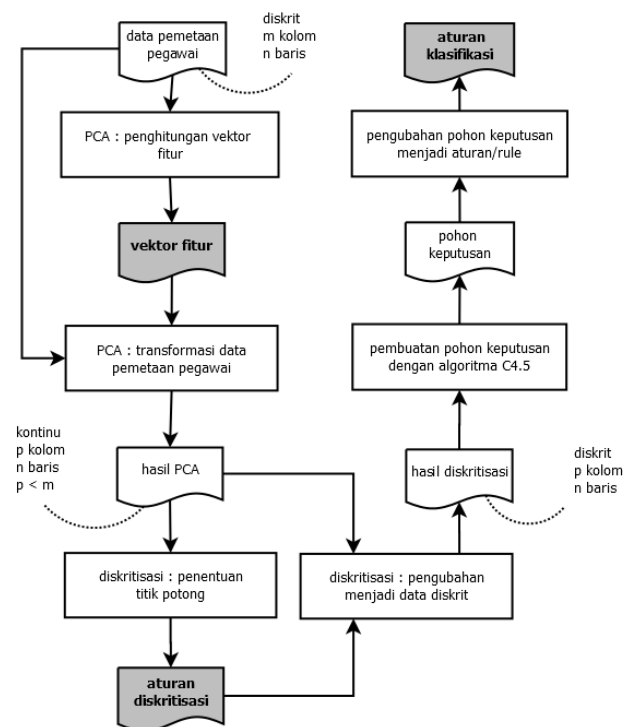 data pemetaan
pegawai
diskrit
m kolom
n baris
PCA : penghitungan vektor
fitur
vektor fitur
PCA : transformasi data
pemetaan pegawai
kontinu
p kolom
n baris
p < m
hasil PCA
diskritisasi : penentuan
titik potong
aturan
diskritisasi
diskritisasi : pengubahan
menjadi data diskrit
hasil diskritisasi
diskrit
p kolom
n baris
pembuatan pohon keputusan
dengan algoritma C4.5
pohon
keputusan
pengubahan pohon keputusan
menjadi aturan/rule
aturan
klasifikasi